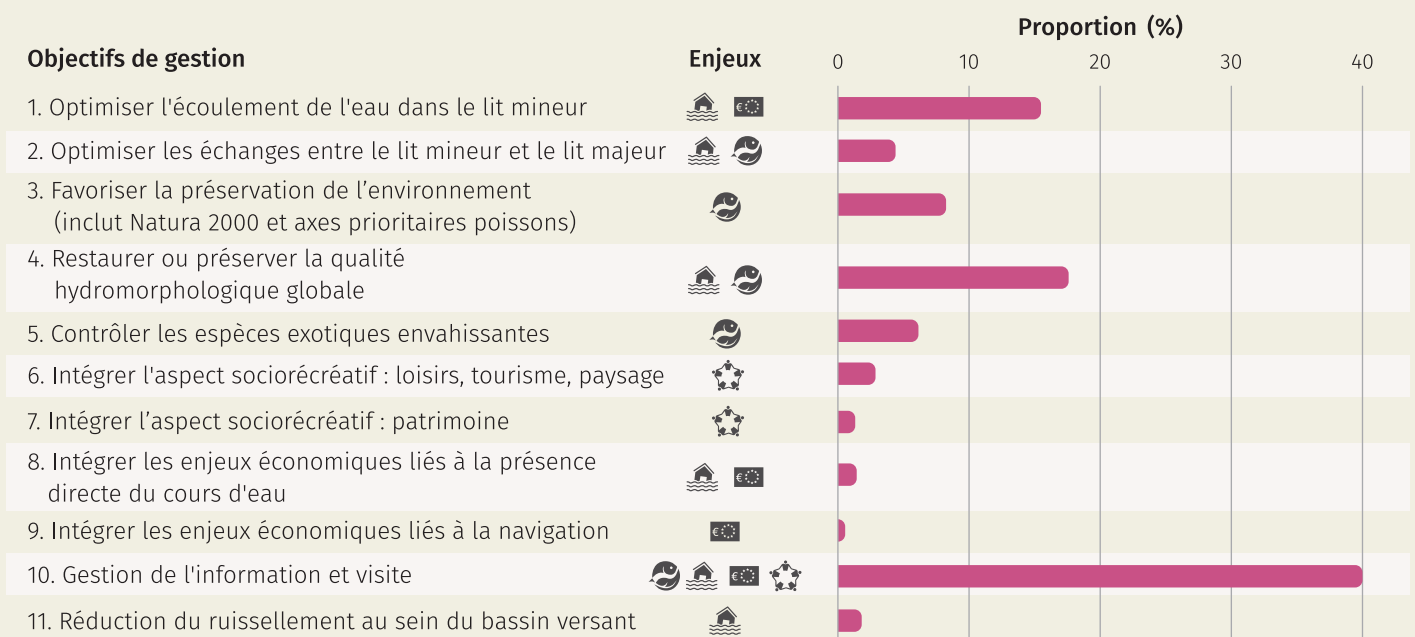 Proportion (%)
Objectifs de gestion Enjeux 0 10 20 30 40
1. Optimiser l'écoulement de l'eau dans le lit mineur
2. Optimiser les échanges entre le lit mineur et le lit majeur
3. Favoriser la préservation de l’environnement
(inclut Natura 2000 et axes prioritaires poissons)
4. Restaurer ou préserver la qualité
hydromorphologique globale
5. Contrôler les espèces exotiques envahissantes
6. Intégrer l'aspect sociorécréatif : loisirs, tourisme, paysage
7. Intégrer l’aspect sociorécréatif : patrimoine
8. Intégrer les enjeux économiques liés à la présence
directe du cours d'eau
9. Intégrer les enjeux économiques liés à la navigation
10. Gestion de l'information et visite
11. Réduction du ruissellement au sein du bassin versant